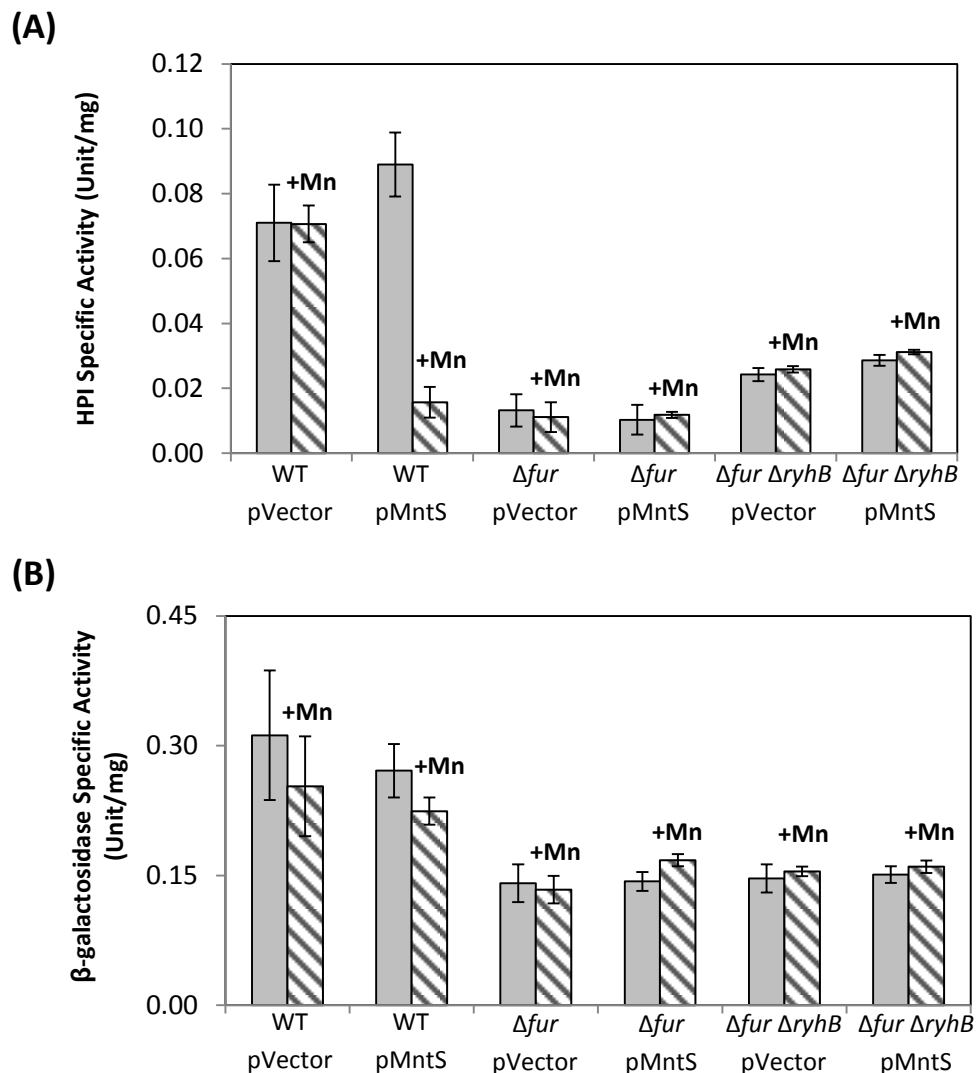 (A)
HPI Specific Activity (Unit/mg)
0.12
0.10
0.08
0.06
0.04
0.02
0.00
+Mn
+Mn
+Mn
+Mn
+Mn
+Mn
WT WT Δfur Δfur Δfur ΔryhB Δfur ΔryhB
pVector pMntS pVector pMntS pVector pMntS
(B)
β-galactosidase Specific Activity
(Unit/mg)
0.45
0.30
0.15
0.00
+Mn
+Mn
+Mn
+Mn
+Mn
+Mn
WT WT Δfur Δfur Δfur ΔryhB Δfur ΔryhB
pVector pMntS pVector pMntS pVector pMntS